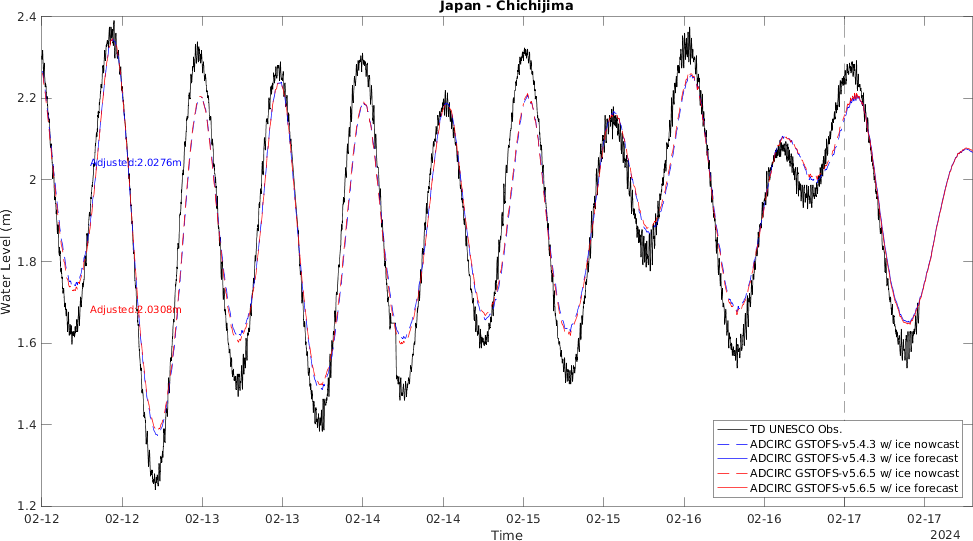 Japan - Chichijima
2.4
2.2
2
1.8
1.6
1.4
1.2
Water Level (m)
Adjusted:2.0276m
Adjusted:2.0308m
TD UNESCO Obs.
ADCIRC GSTOFS-v5.4.3 w/ ice nowcast
ADCIRC GSTOFS-v5.4.3 w/ ice forecast
ADCIRC GSTOFS-v5.6.5 w/ ice nowcast
ADCIRC GSTOFS-v5.6.5 w/ ice forecast
02-12 02-12 02-13 02-13 02-14 02-14 02-15 02-15 02-16 02-16 02-17 02-17
Time
2024